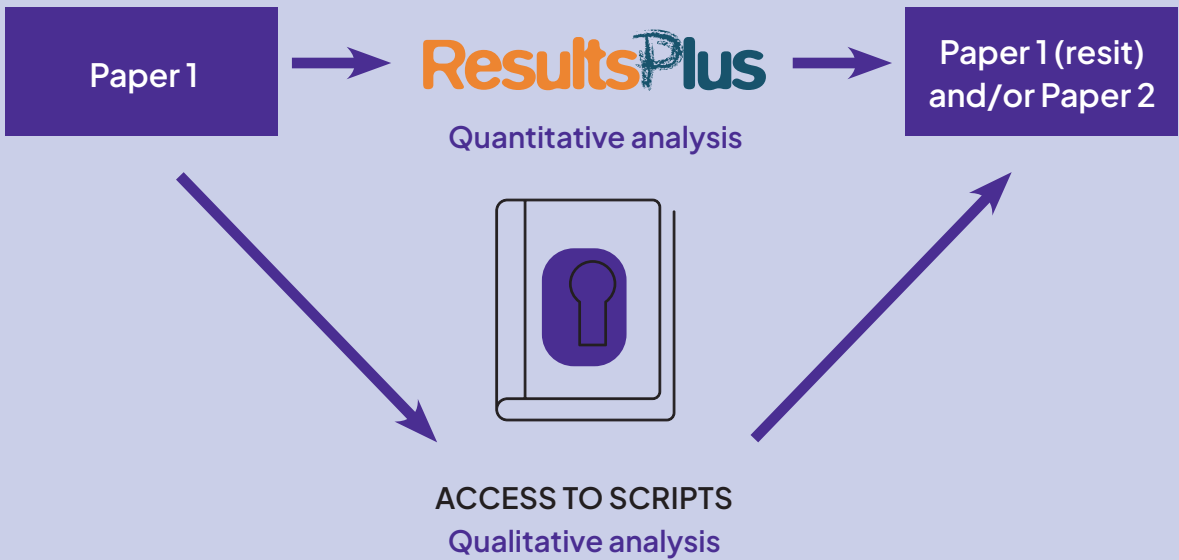 Paper 1
ResultsPlus
Quantitative analysis
Paper 1 (resit)
and/or Paper 2
ACCESS TO SCRIPTS
Qualitative analysis